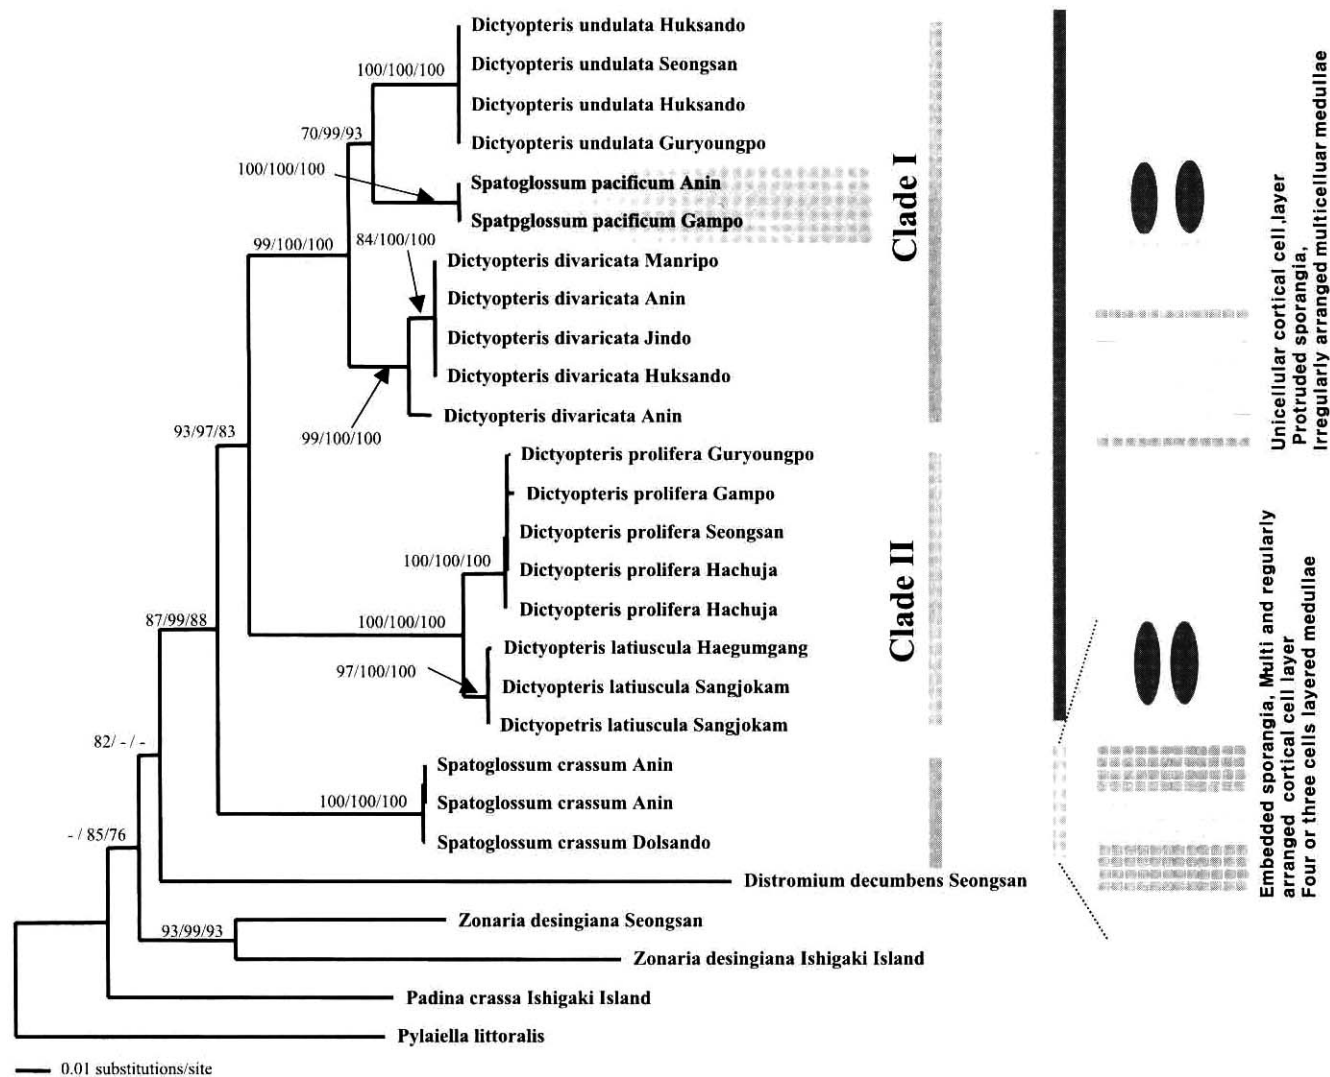 Dictyopteris undulata Huksando
Dictyopteris undulata Seongsan
100/100/100
Dictyopteris undulata Huksando
70/99/93
Dictyopteris undulata Guryoungpo
100/100/100
Spatoglossum pacificum Anin
Spatpglossum pacificum Gampo
99/100/100
84/100/100
Dictyopteris divaricata Manripo
Dictyopteris divaricata Anin
Dictyopteris divaricata Jindo
Dictyopteris divaricata Huksando
Dictyopteris divaricata Anin
99/100/100
93/97/83
Dictyopteris prolifera Guryoungpo
Dictyopteris prolifera Gampo
Dictyopteris prolifera Seongsan
100/100/100
Dictyopteris prolifera Hachuja
Dictyopteris prolifera Hachuja
100/100/100
87/99/88
Dictyopteris latiuscula Haegumgang
97/100/100
Dictyopteris latiuscula Sangjokam
Dictyopetris latiuscula Sangjokam
82/ - / -
Spatoglossum crassum Anin
100/100/100
Spatoglossum crassum Anin
- / 85/76
Spatoglossum crassum Dolsando
Distromium decumbens Seongsan
Zonaria desingiana Seongsan
93/99/93
Zonaria desingiana Ishigaki Island
Padina crassa Ishigaki Island
Pylaiella littoralis
0.01 substitutions/site
Clade I
Clade II
Unicellular cortical cell,layer
Protruded sporangia,
Irregularly arranged multicelluar medullae
Embedded sporangia, Multi and regularly
arranged cortical cell layer
Four or three cells layered medullae